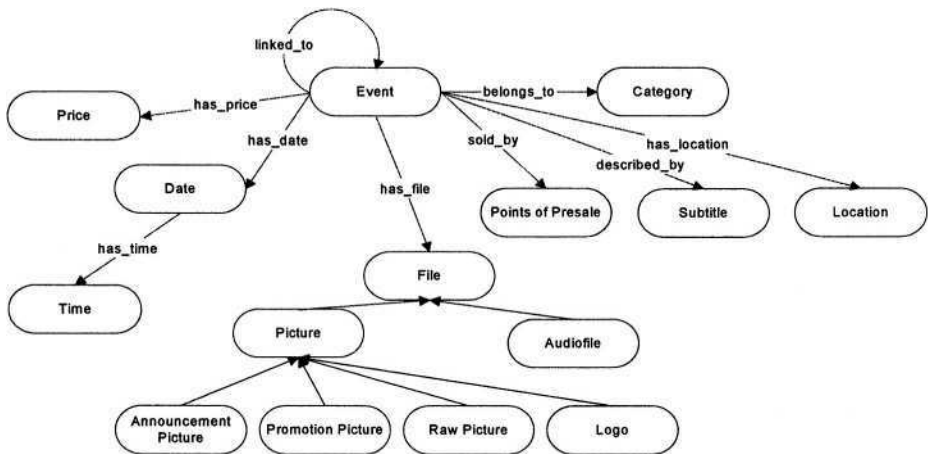 linked_to
Event
belongs_to
Category
has_price
Price
has_date
sold_by
has_location
described_by
Date
has_file
Points of Presale
Subtitle
Location
has_time
File
Time
Picture
Audiofile
Announcement
Picture
Promotion Picture
Raw Picture
Logo